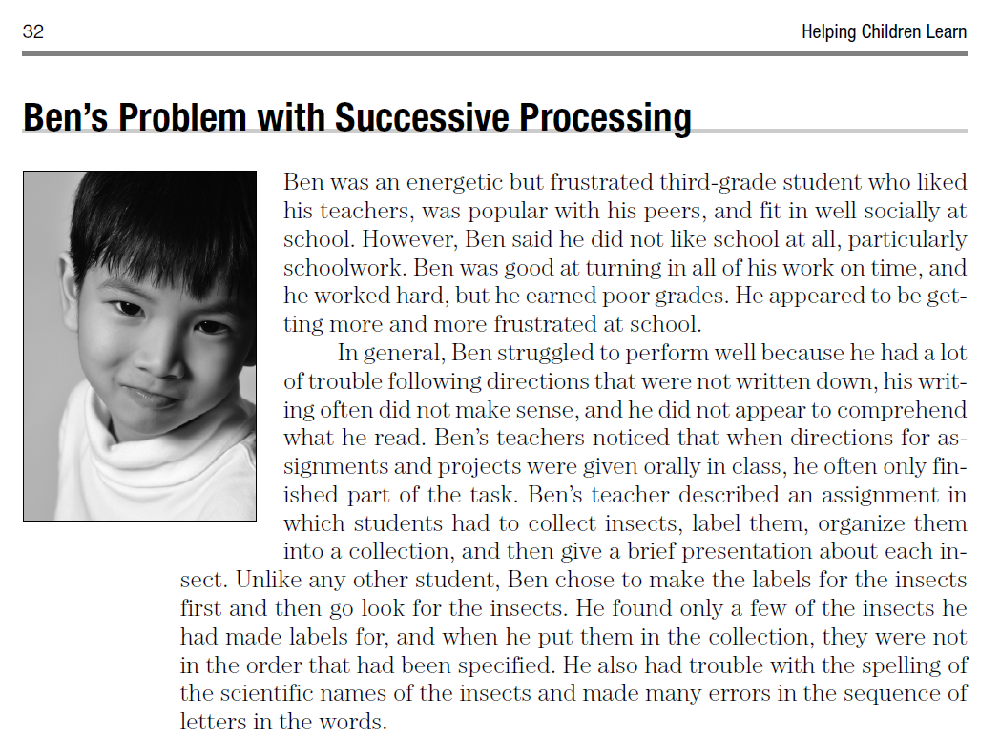 32
Helping Children Learn
Ben’s Problem with Successive Processing
Ben was an energetic but frustrated third-grade student who liked
his teachers, was popular with his peers, and fit in well socially at
school. However, Ben said he did not like school at all, particularly
schoolwork. Ben was good at turning in all of his work on time, and
he worked hard, but he earned poor grades. He appeared to be get-
ting more and more frustrated at school.
In general, Ben struggled to perform well because he had a lot
of trouble following directions that were not written down, his writ-
ing often did not make sense, and he did not appear to comprehend
what he read. Ben’s teachers noticed that when directions for as-
signments and projects were given orally in class, he often only fin-
ished part of the task. Ben’s teacher described an assignment in
which students had to collect insects, label them, organize them
into a collection, and then give a brief presentation about each in-
sect. Unlike any other student, Ben chose to make the labels for the insects
first and then go look for the insects. He found only a few of the insects he
had made labels for, and when he put them in the collection, they were not
in the order that had been specified. He also had trouble with the spelling of
the scientific names of the insects and made many errors in the sequence of
letters in the words.